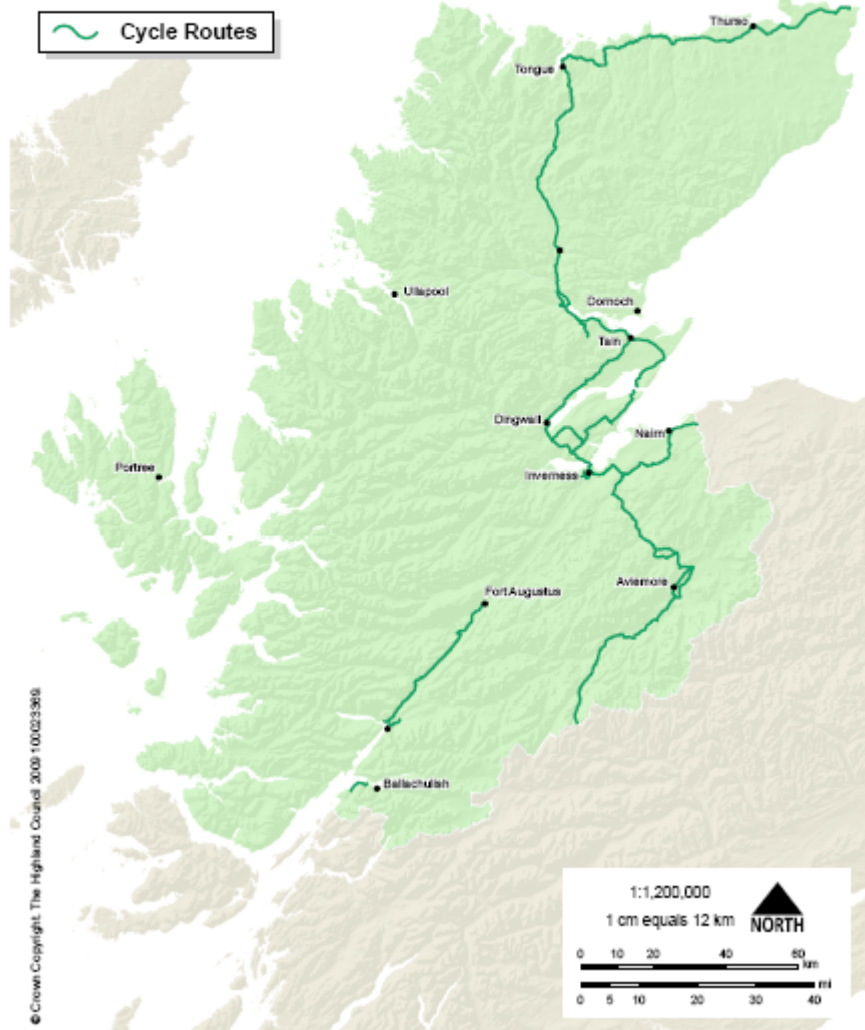 Cycle Routes
Thurso
Tongue
Ullapool
Dornoch
Tain
Dingwall
Nairn
Portree
Inverness
Fort Augustus
Aviemore
Ballachulish
© Crown Copyright. The Highland Council 2009 100023369.
1:1,200,000
1 cm equals 12 km
NORTH
0 10 20 40 60
km
mi
0 5 10 20 30 40